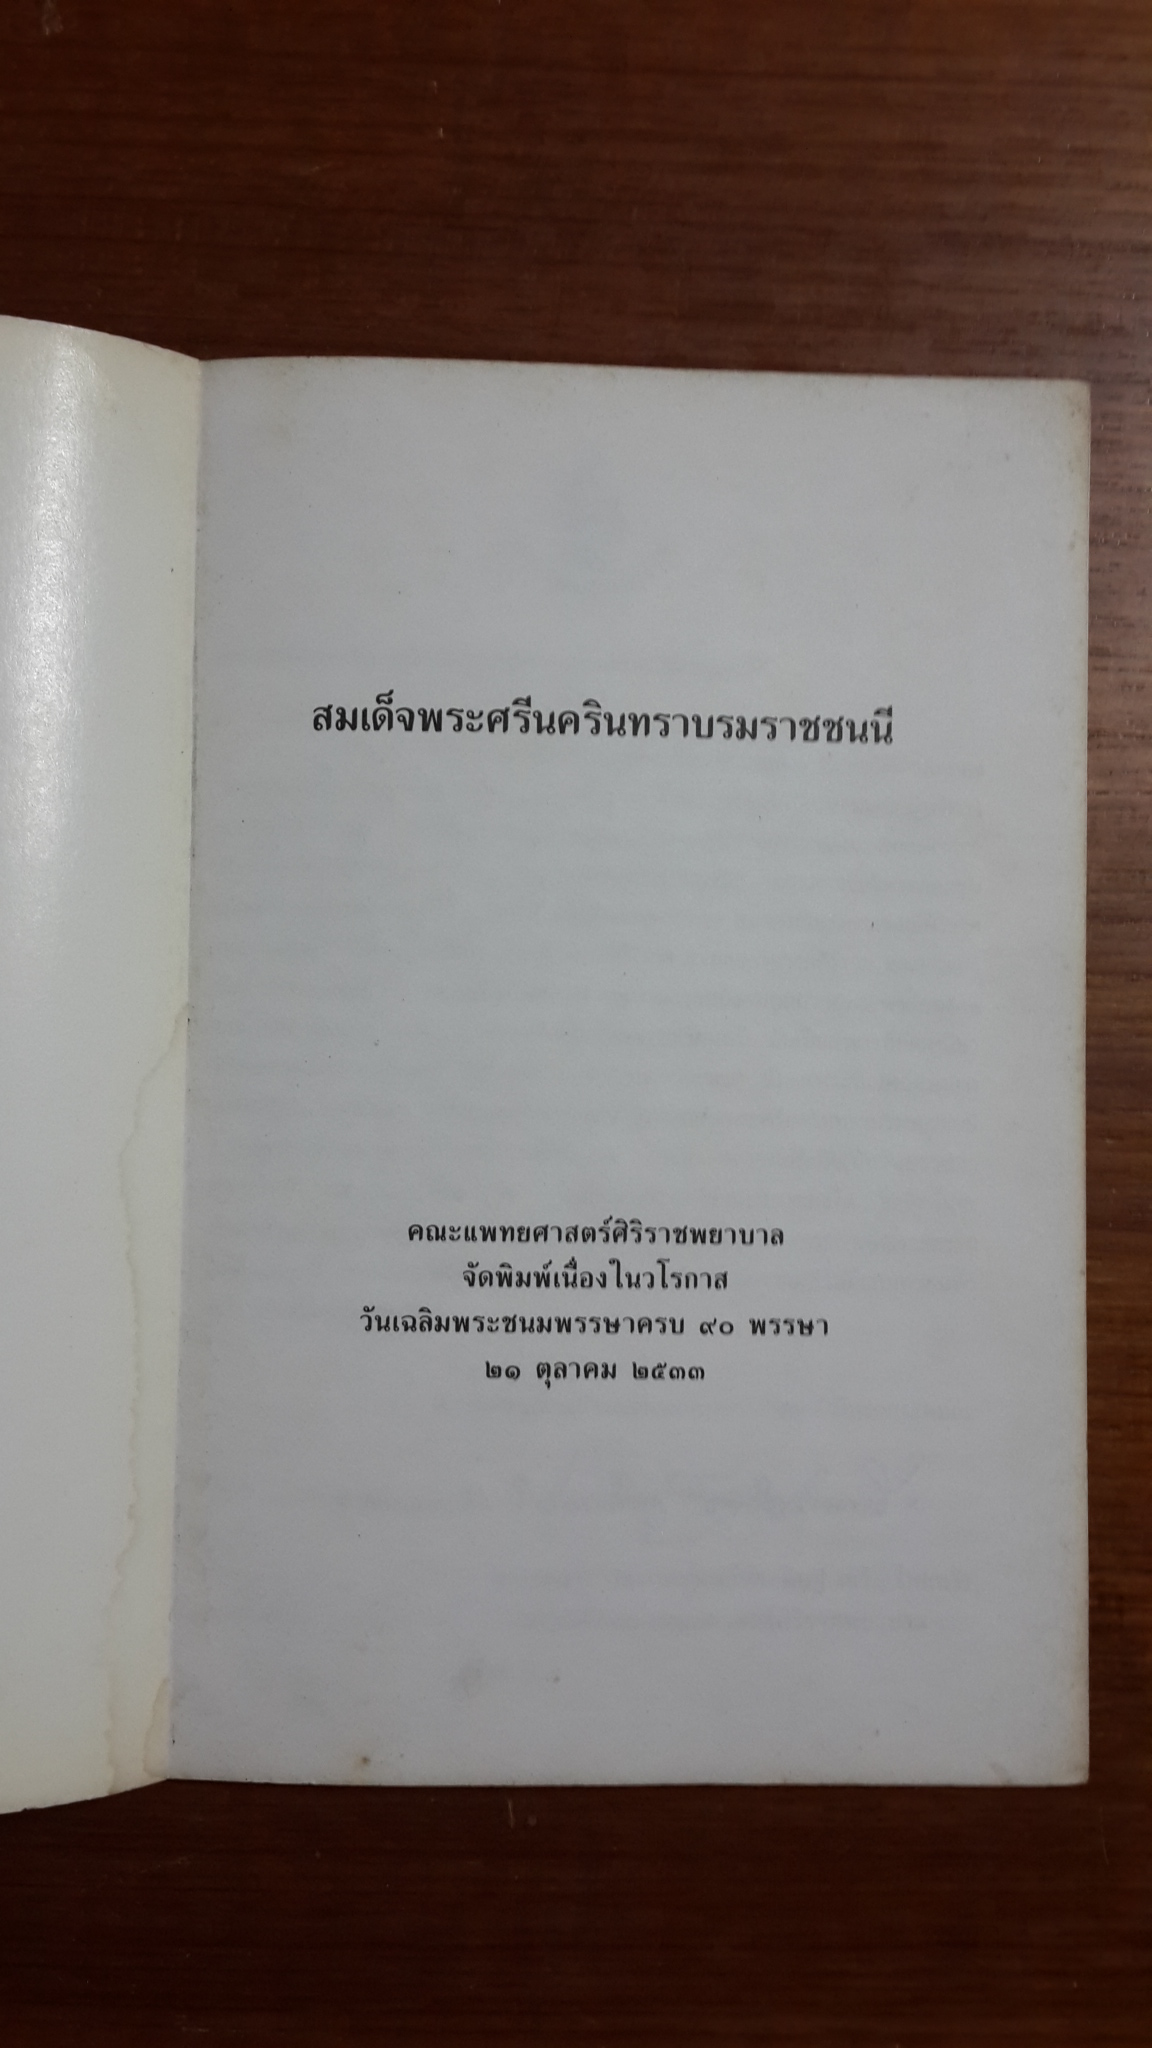 สมเด็จพระศรีนครินทราบรมราชชนนี
คณะแพทยศาสตร์ศิริราชพยาบาล
จัดพิมพ์เนื่องในวโรกาส
วันเฉลิมพระชนมพรรษาครบ ๙๐ พรรษา
๒๑ ตุลาคม ๒๕๓๓